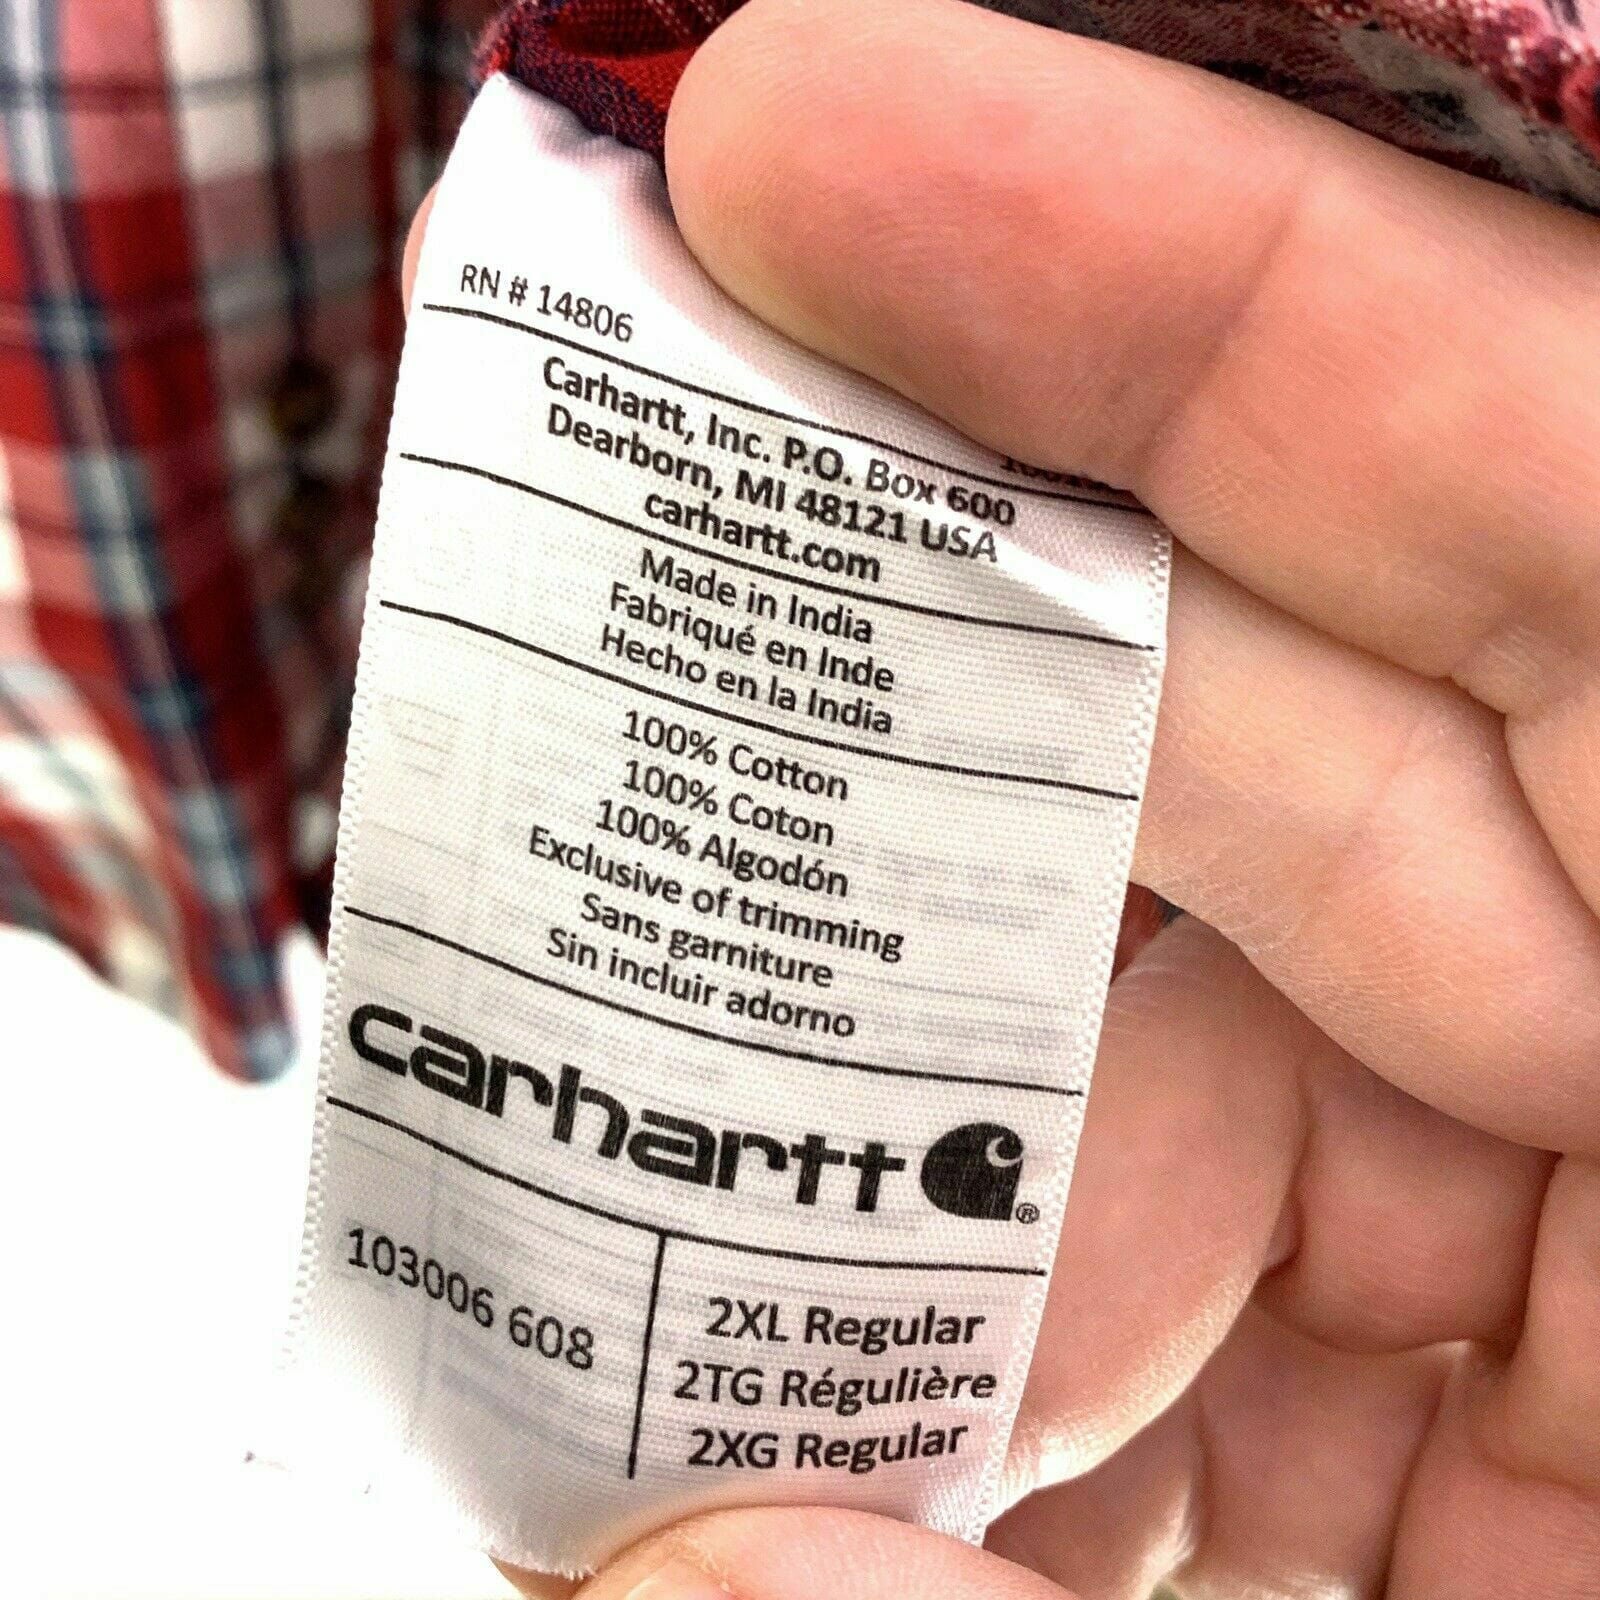 RN # 14806
Carhartt, Inc. P.O. Box 600
Dearborn, MI 48121 USA
carhartt.com
Made in India
Fabriqué en Inde
Hecho en la India
100% Cotton
100% Coton
100% Algodón
Exclusive of trimming
Sans garniture
Sin incluir adorno
carhartt ®
103006 608
2XL Regular
2TG Régulière
2XG Regular